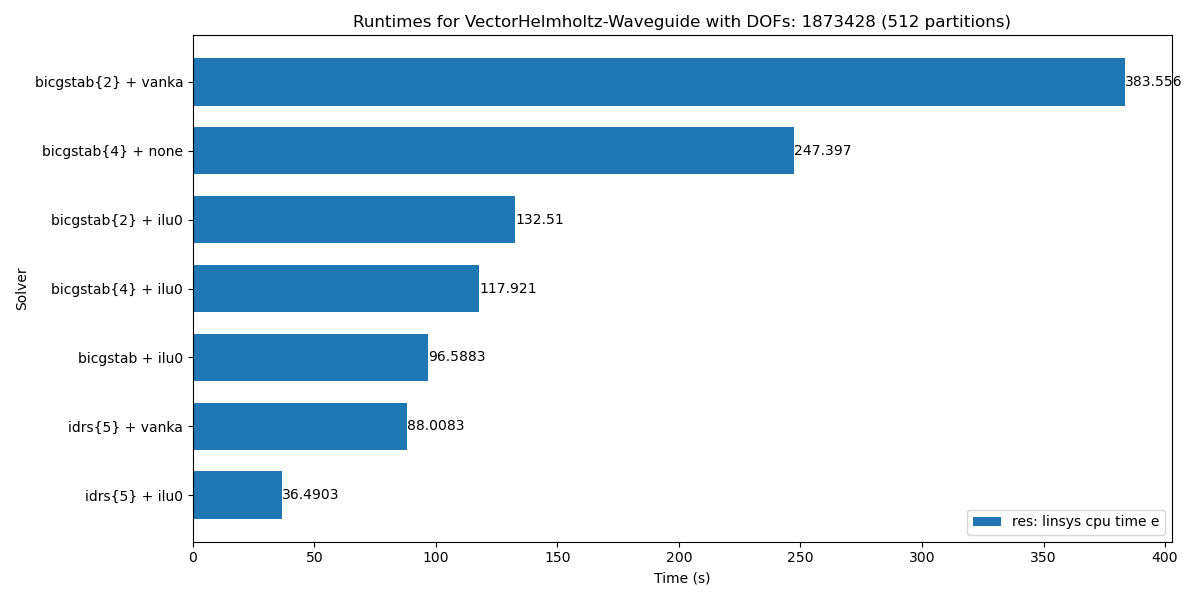 Runtimes for VectorHelmholtz-Waveguide with DOFs: 1873428 (512 partitions)
Solver
bicgstab{2} + vanka
383.556
bicgstab{4} + none
247.397
bicgstab{2} + ilu0
132.51
bicgstab{4} + ilu0
117.921
bicgstab + ilu0
96.5883
idrs{5} + vanka
88.0083
idrs{5} + ilu0
36.4903
res: linsys cpu time e
0 50 100 150 200 250 300 350 400
Time (s)